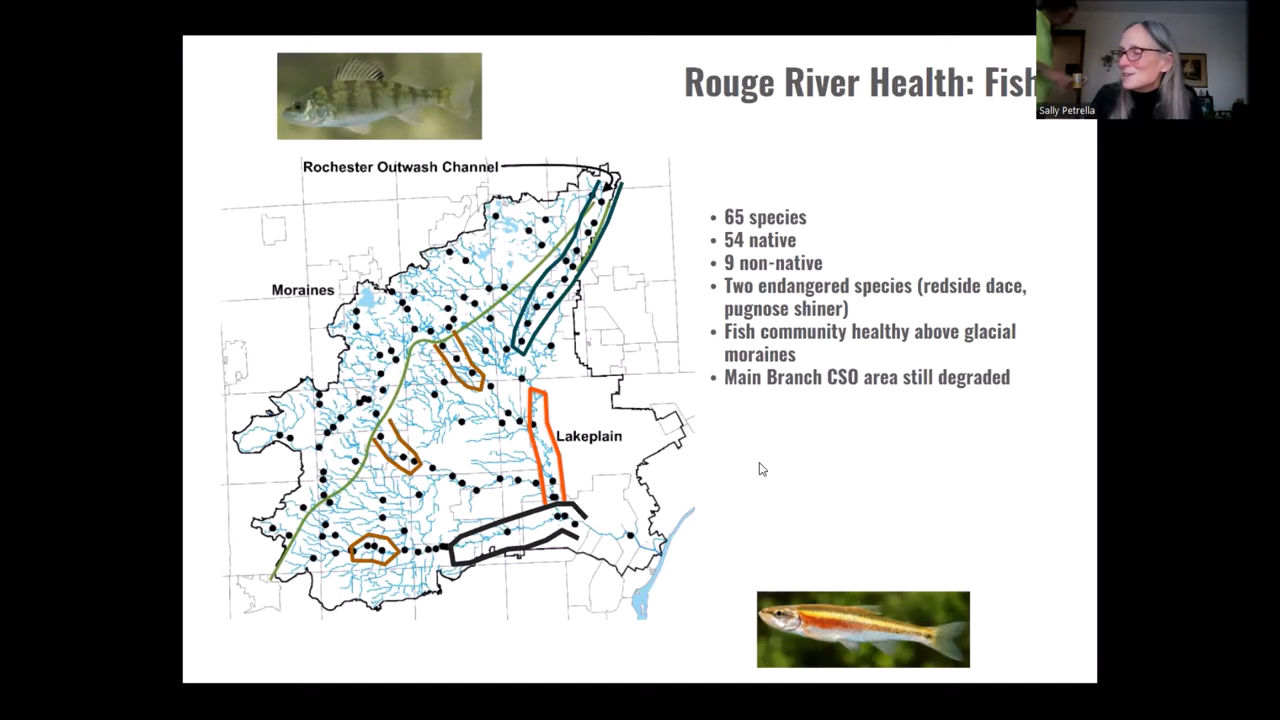 Rouge River Health: Fish
Sally Petrella
Rochester Outwash Channel
Moraines
Lakeplain
• 65 species
• 54 native
• 9 non-native
• Two endangered species (redside dace,
pugnose shiner)
• Fish community healthy above glacial
moraines
• Main Branch CSO area still degraded